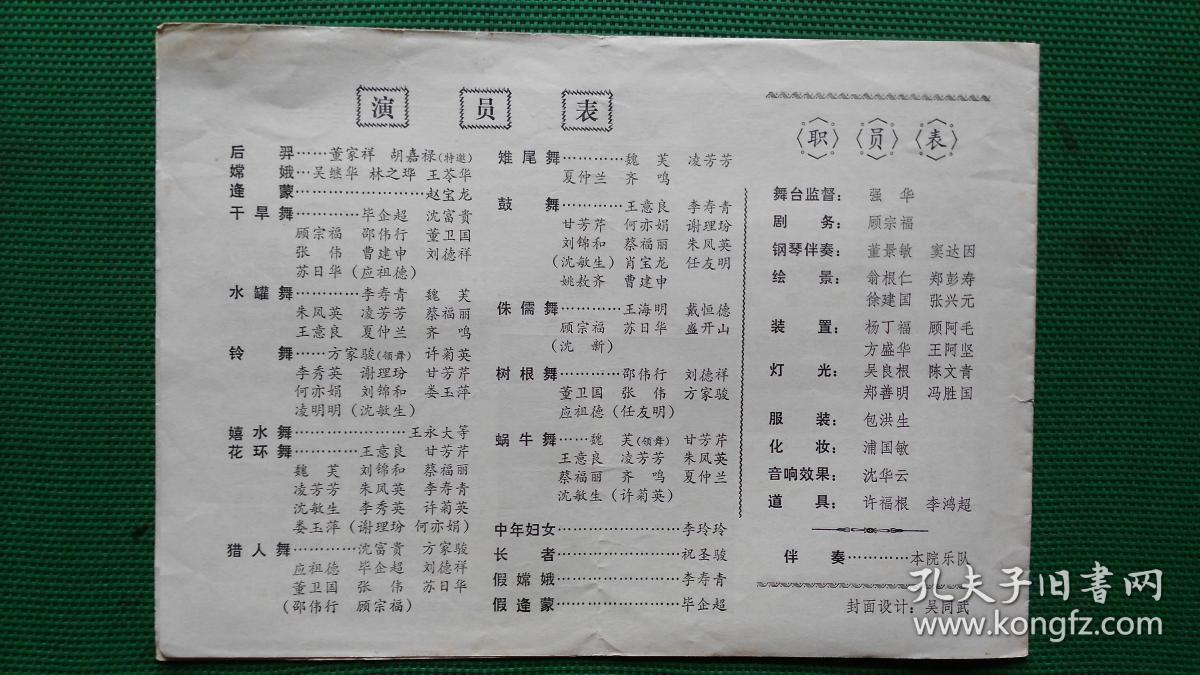 演员表
后羿……董家祥 胡嘉禄(特邀)
嫦娥…吴继华 林之珲 王苓华
逢蒙……………………赵宝龙
干旱舞……毕企超 沈富贵
顾宗福 邵伟行 董卫国
张伟 曹建申 刘德祥
苏日华(应祖德)
水罐舞………李寿青 魏芙
朱凤英 凌芳芳 蔡福丽
王意良 夏仲兰 齐鸣
铃舞……方家骏(领舞) 许菊英
李秀英 谢理玢 甘芳芹
何亦娟 刘锦和 娄玉萍
凌明明(沈敏生)
嬉水舞…………………王永大等
花环舞…………王意良 甘芳芹
魏芙 刘锦和 蔡福丽
凌芳芳 朱凤英 李寿青
沈敏生 李秀英 许菊英
娄玉萍(谢理玢 何亦娟)
猎人舞…………沈富贵 方家骏
应祖德 毕企超 刘德祥
董卫国 张伟 苏日华
(邵伟行 顾宗福)
雉尾舞…………魏芙 凌芳芳
夏仲兰 齐鸣
鼓舞…………王意良 李寿青
甘芳芹 何亦娟 谢理玢
刘锦和 蔡福丽 朱凤英
(沈敏生)肖宝龙 任友明
姚敖齐 曹建申
侏儒舞…………王海明 戴恒德
顾宗福 苏日华 盛开山
(沈新)
树根舞…………邵伟行 刘德祥
董卫国 张伟 方家骏
应祖德(任友明)
蜗牛舞……魏芙(领舞) 甘芳芹
王意良 凌芳芳 朱凤英
蔡福丽 齐鸣 夏仲兰
沈敏生(许菊英)
中年妇女……………………李玲玲
长者……………………祝圣骏
假嫦娥……………………李寿青
假逢蒙……………………毕企超
职员表
舞台监督：强华
剧务：顾宗福
钢琴伴奏：董景敏 窦达因
绘景：翁根仁 郑彭寿
徐建国 张兴元
装置：杨丁福 顾阿毛
方盛华 王阿坚
灯光：吴良根 陈文青
郑善明 冯胜国
服装：包洪生
化妆：浦国敏
音响效果：沈华云
道具：许福根 李鸿超
伴奏…………本院乐队
封面设计：吴同武
孔夫子旧书网
www.kongfz.com